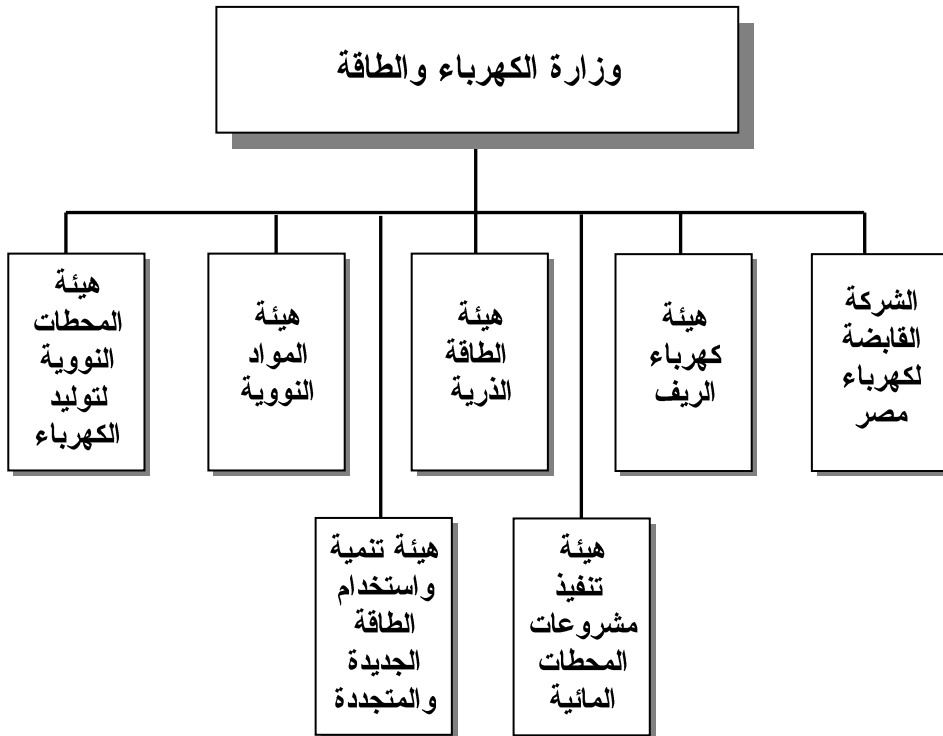 وزارة الكهرباء والطاقة
الشركة
القابضة
لكهرباء
مصر
هيئة
كهرباء
الريف
هيئة
الطاقة
الذرية
هيئة
المواد
النووية
هيئة
المحطات
النووية
لتوليد
الكهرباء
هيئة
تنفيذ
مشروعات
المحطات
المائية
هيئة تنمية
واستخدام
الطاقة
الجديدة
والمتجددة